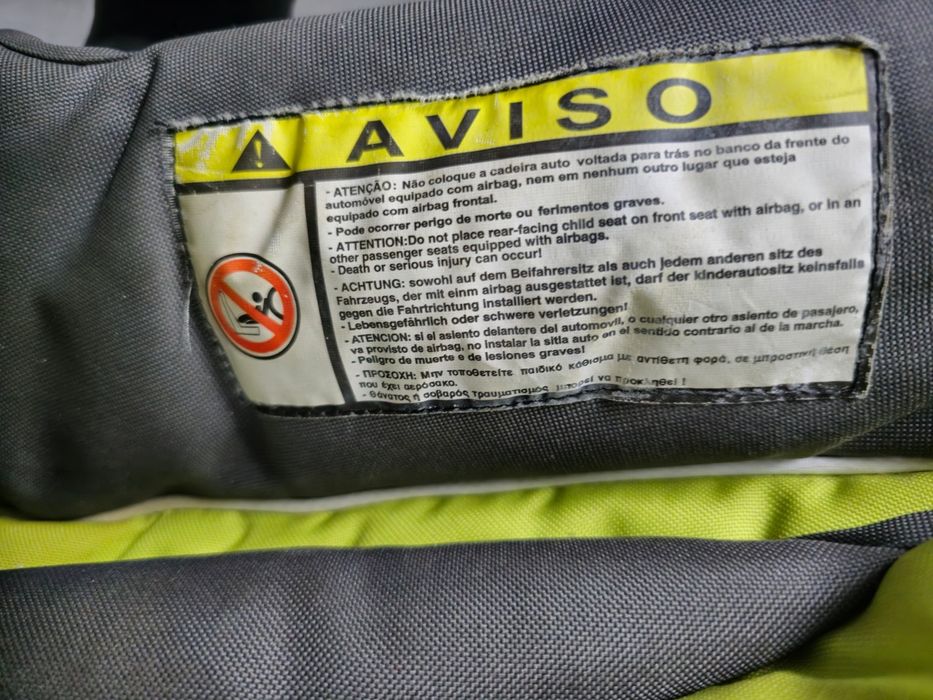 AVISO
- ATENÇÃO: Não coloque a cadeira auto voltada para trás no banco da frente do
automóvel equipado com airbag, nem em nenhum outro lugar que esteja
equipado com airbag frontal.
- Pode ocorrer perigo de morte ou ferimentos graves.
- ATTENTION:Do not place rear-facing child seat on front seat with airbag, or in an
other passenger seats equipped with airbags.
- Death or serious injury can occur!
- ACHTUNG: sowohl auf dem Beifahrersitz als auch jedem anderen sitz des
Fahrzeugs, der mit einm airbag ausgestattet ist, darf der kinderautositz keinsfalls
gegen die Fahrtrichtung installiert werden.
- Lebensgefährlich oder schwere verletzungen!
- ATENCION: si el asiento delantere del automovil, o cualquier otro asiento de pasajero,
va provisto de airbag, no instalar la sitla auto en el sentido contrario al de la marcha.
- Peligro de muerte e de lesiones graves!
- ΠΡΟΣΟΧΗ: Μην τοποθετείτε παιδικό κάθισμα με αντίθετη φορά, σε μπροστινή θέση
που έχει αερόσακο.
- Θάνατος ή σοβαρός τραυματισμός μπορεί να προκληθεί !